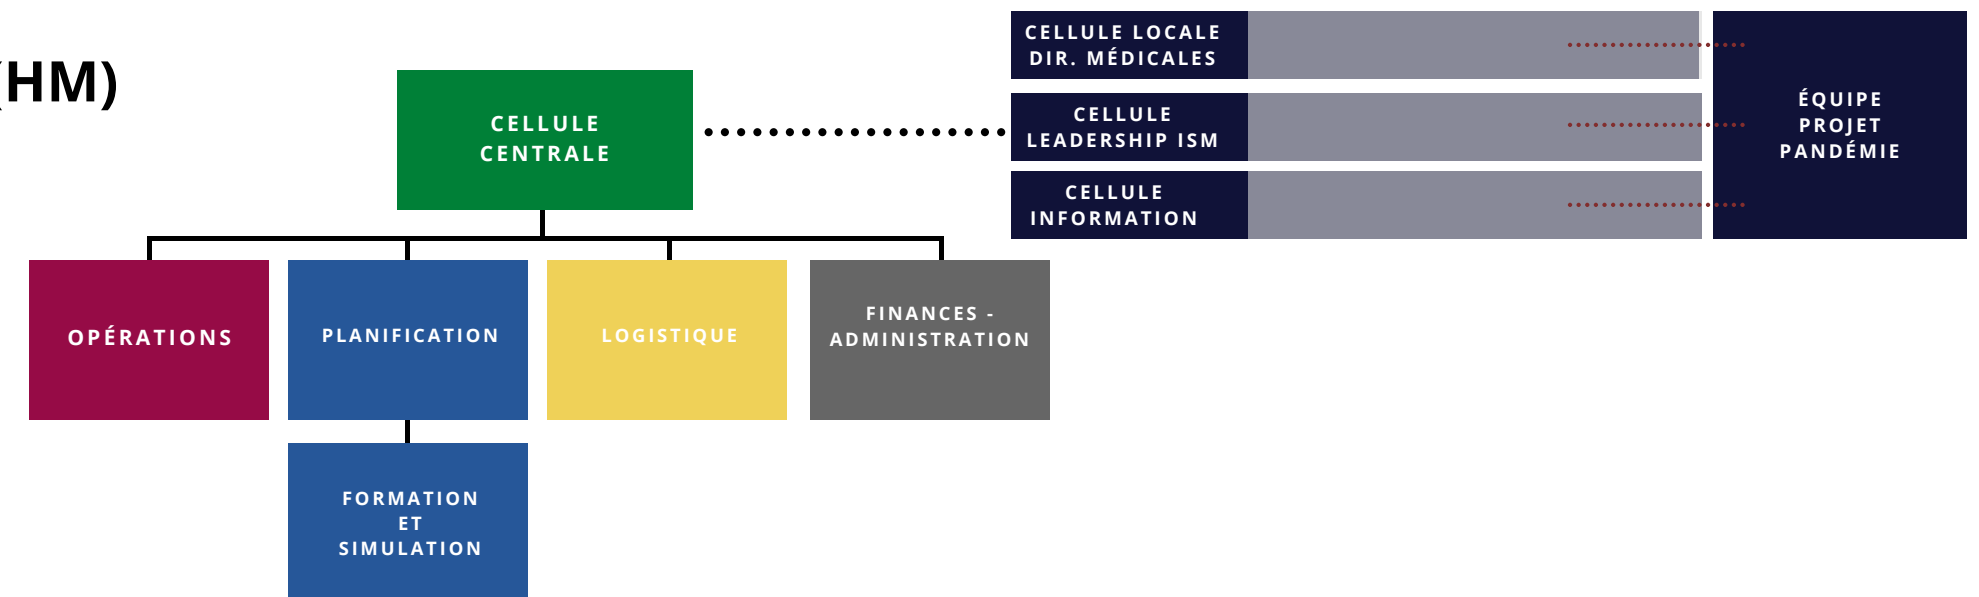 (HM)
CELLULE
CENTRALE
CELLULE LOCALE
DIR. MÉDICALES
CELLULE
LEADERSHIP ISM
CELLULE
INFORMATION
ÉQUIPE
PROJET
PANDÉMIE
OPÉRATIONS
PLANIFICATION
LOGISTIQUE
FINANCES -
ADMINISTRATION
FORMATION
ET
SIMULATION